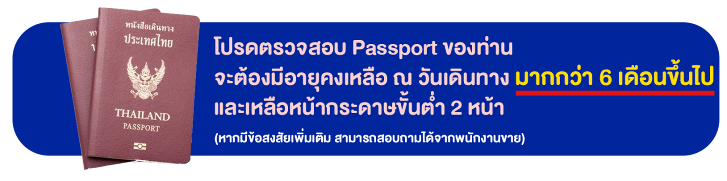 หนังสือเดินทาง
ประเทศไทย
THAILAND
PASSPORT
โปรดตรวจสอบ Passport ของท่าน
จะต้องมีอายุคงเหลือ ณ วันเดินทาง มากกว่า 6 เดือนขึ้นไป
และเหลือหน้ากระดาษขั้นต่ำ 2 หน้า
(หากมีข้อสงสัยเพิ่มเติม สามารถสอบถามได้จากพนักงานขาย)